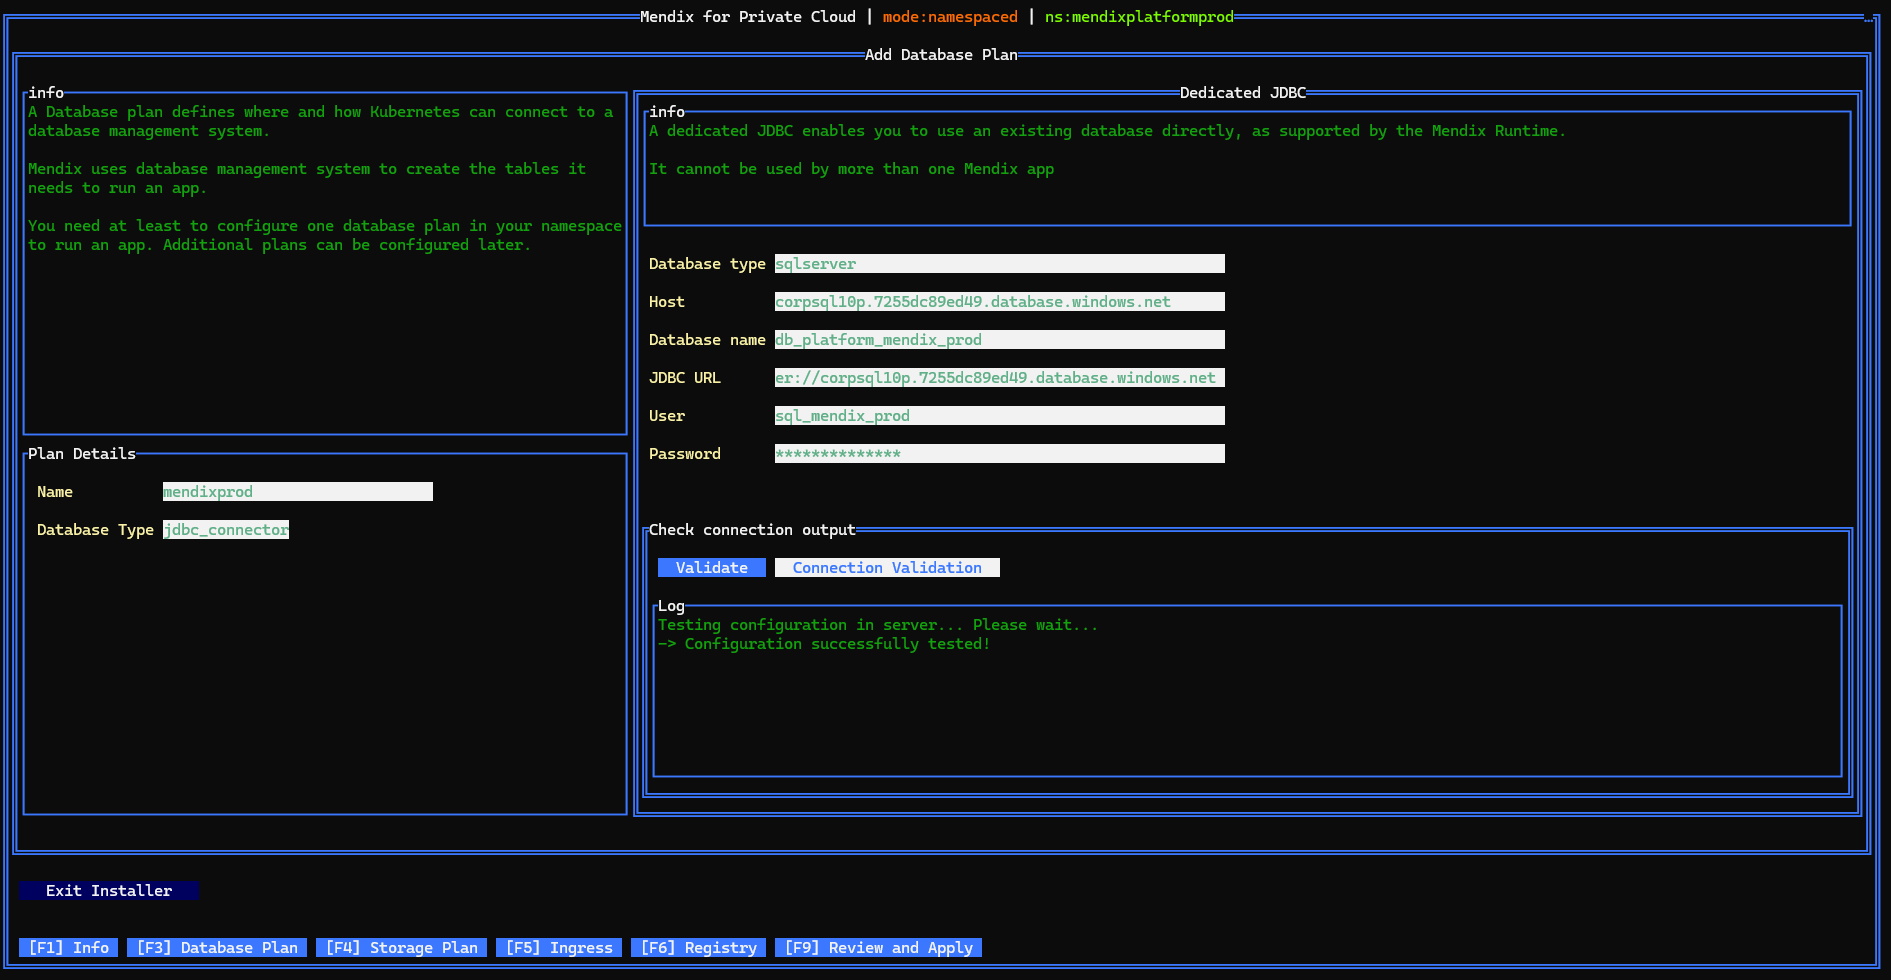 Mendix for Private Cloud | mode:namespaced | ns:mendixplatformprod
Add Database Plan
info
A Database plan defines where and how Kubernetes can connect to a
database management system.
Mendix uses database management system to create the tables it
needs to run an app.
You need at least to configure one database plan in your namespace
to run an app. Additional plans can be configured later.
Plan Details
Name mendixprod
Database Type jdbc_connector
Dedicated JDBC
info
A dedicated JDBC enables you to use an existing database directly, as supported by the Mendix Runtime.
It cannot be used by more than one Mendix app
Database type sqlserver
Host corpsql10p.7255dc89ed49.database.windows.net
Database name db_platform_mendix_prod
JDBC URL er://corpsql10p.7255dc89ed49.database.windows.net
User sql_mendix_prod
Password **************
Check connection output
Validate Connection Validation
Log
Testing configuration in server... Please wait...
-> Configuration successfully tested!
Exit Installer
[F1] Info [F3] Database Plan [F4] Storage Plan [F5] Ingress [F6] Registry [F9] Review and Apply